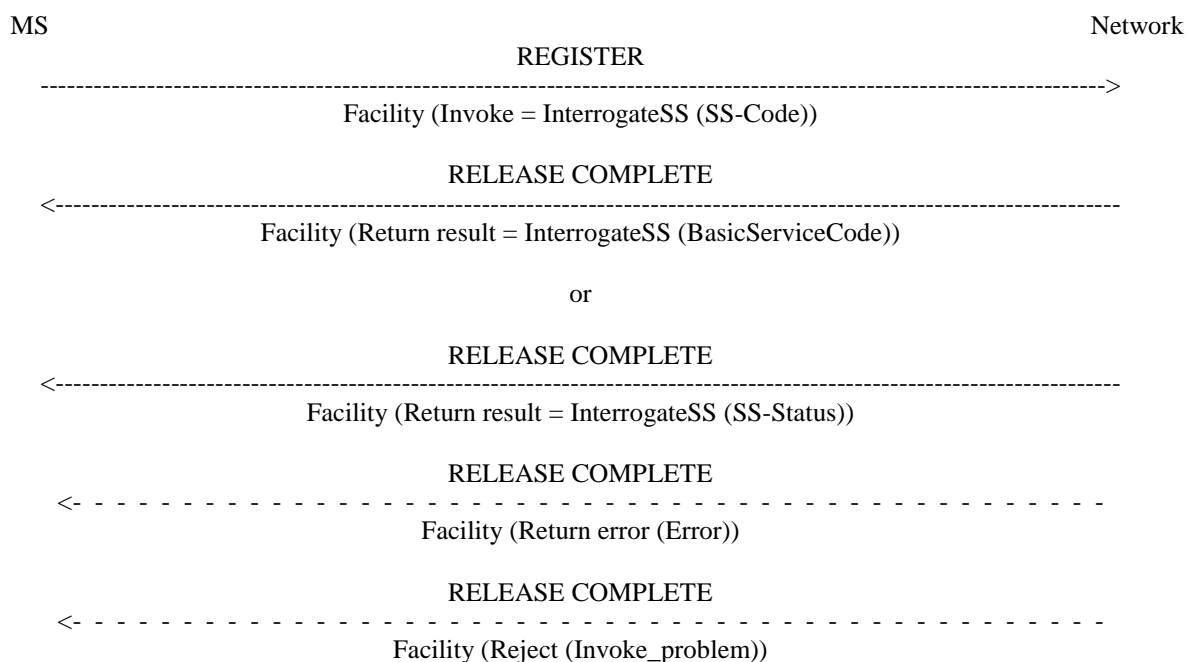 MS Network
REGISTER
Facility (Invoke = InterrogateSS (SS-Code))
RELEASE COMPLETE
Facility (Return result = InterrogateSS (BasicServiceCode))
or
RELEASE COMPLETE
Facility (Return result = InterrogateSS (SS-Status))
RELEASE COMPLETE
Facility (Return error (Error))
RELEASE COMPLETE
Facility (Reject (Invoke_problem))